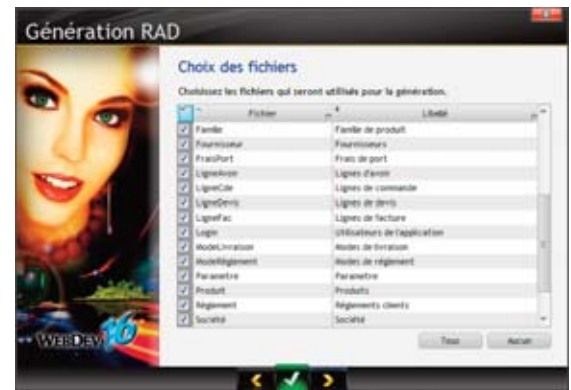 Génération RAD
Choix des fichiers
Choisissez les fichiers qui seront utilisés pour la génération.
Fichier Libellé
Famille Famille de produit
Fournisseur Fournisseurs
FraisPort Frais de port
LigneAvoir Lignes d'avoir
LigneCde Lignes de commande
LigneDevis Lignes de devis
LigneFac Lignes de facture
Login Utilisateurs de l'application
ModeLivraison Modes de livraison
ModeRèglement Modes de règlement
Parametre Parametre
Produit Produits
Règlement Règlements clients
Société Société
WEBDEV 16
Tous Aucun